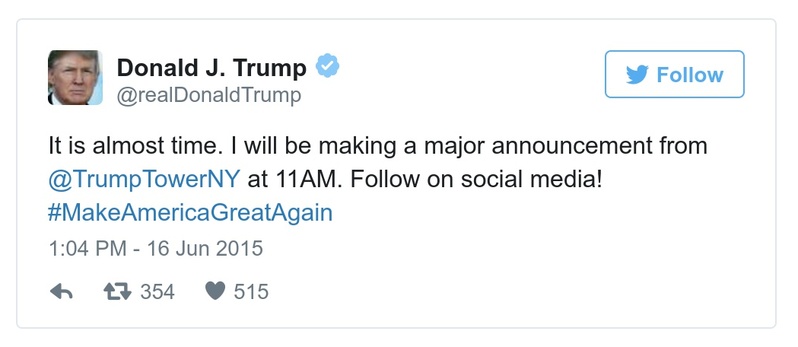 Donald J. Trump
@realDonaldTrump
Follow
It is almost time. I will be making a major announcement from
@TrumpTowerNY at 11AM. Follow on social media!
#MakeAmericaGreatAgain
1:04 PM - 16 Jun 2015
354 515